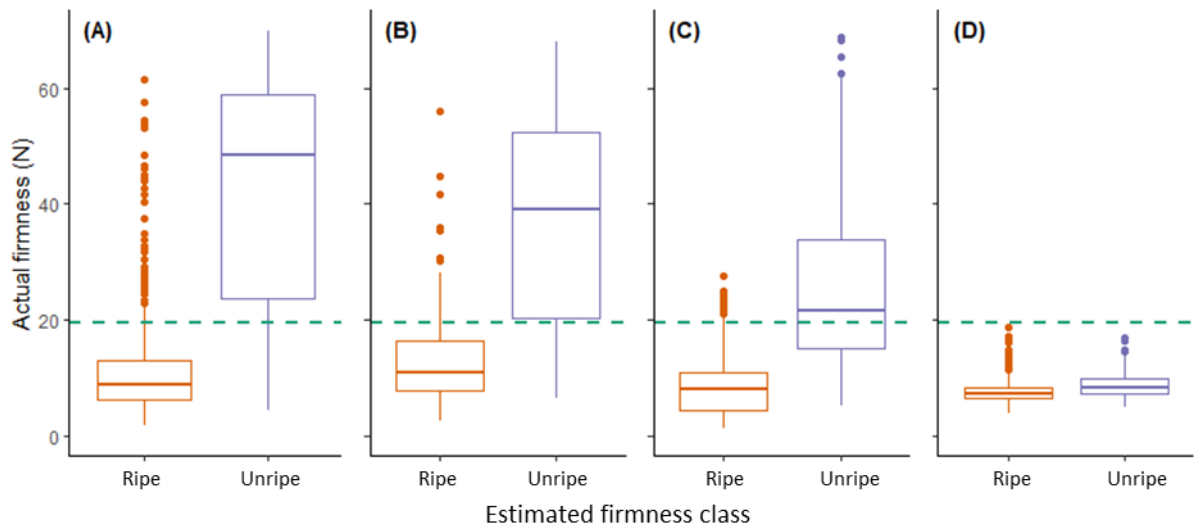 (A) (B) (C) (D)
Actual firmness (N)
60
40
20
0
Ripe Unripe Ripe Unripe Ripe Unripe Ripe Unripe
Estimated firmness class